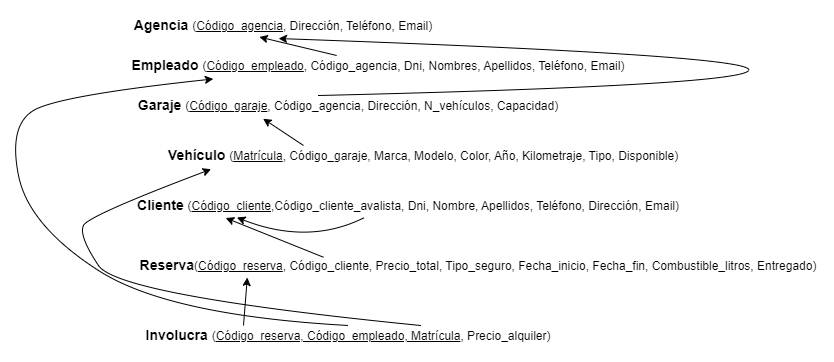 Agencia (Código_agencia, Dirección, Teléfono, Email)
Empleado (Código_empleado, Código_agencia, Dni, Nombres, Apellidos, Teléfono, Email)
Garaje (Código_garaje, Código_agencia, Dirección, N_vehículos, Capacidad)
Vehículo (Matrícula, Código_garaje, Marca, Modelo, Color, Año, Kilometraje, Tipo, Disponible)
Cliente (Código_cliente,Código_cliente_avalista, Dni, Nombre, Apellidos, Teléfono, Dirección, Email)
Reserva(Código_reserva, Código_cliente, Precio_total, Tipo_seguro, Fecha_inicio, Fecha_fin, Combustible_litros, Entregado)
Involucra (Código_reserva, Código_empleado, Matrícula, Precio_alquiler)